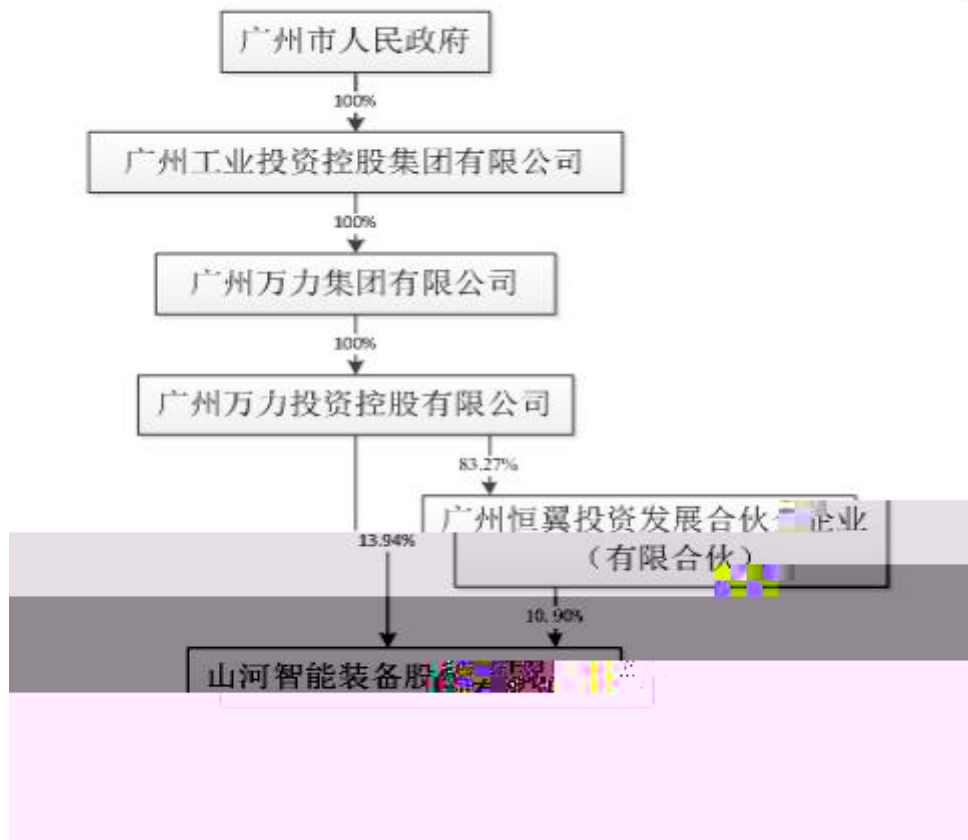 广州市人民政府
100%
广州工业投资控股集团有限公司
100%
广州万力集团有限公司
100%
广州万力投资控股有限公司
83.27%
广州恒翼投资发展合伙企业
13.94%
（有限合伙）
10.90%
山河智能装备股